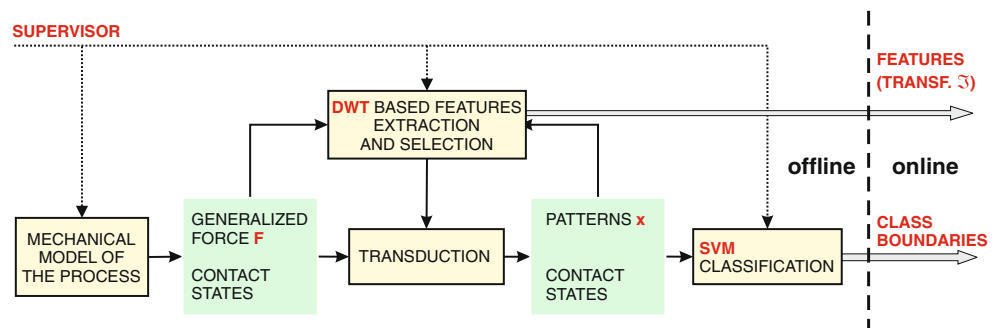 SUPERVISOR
FEATURES
(TRANSF. ℑ)
DWT BASED FEATURES
EXTRACTION
AND SELECTION
offline
online
MECHANICAL
MODEL OF
THE PROCESS
GENERALIZED
FORCE F
CONTACT
STATES
TRANSDUCTION
PATTERNS x
CONTACT
STATES
SVM
CLASSIFICATION
CLASS
BOUNDARIES